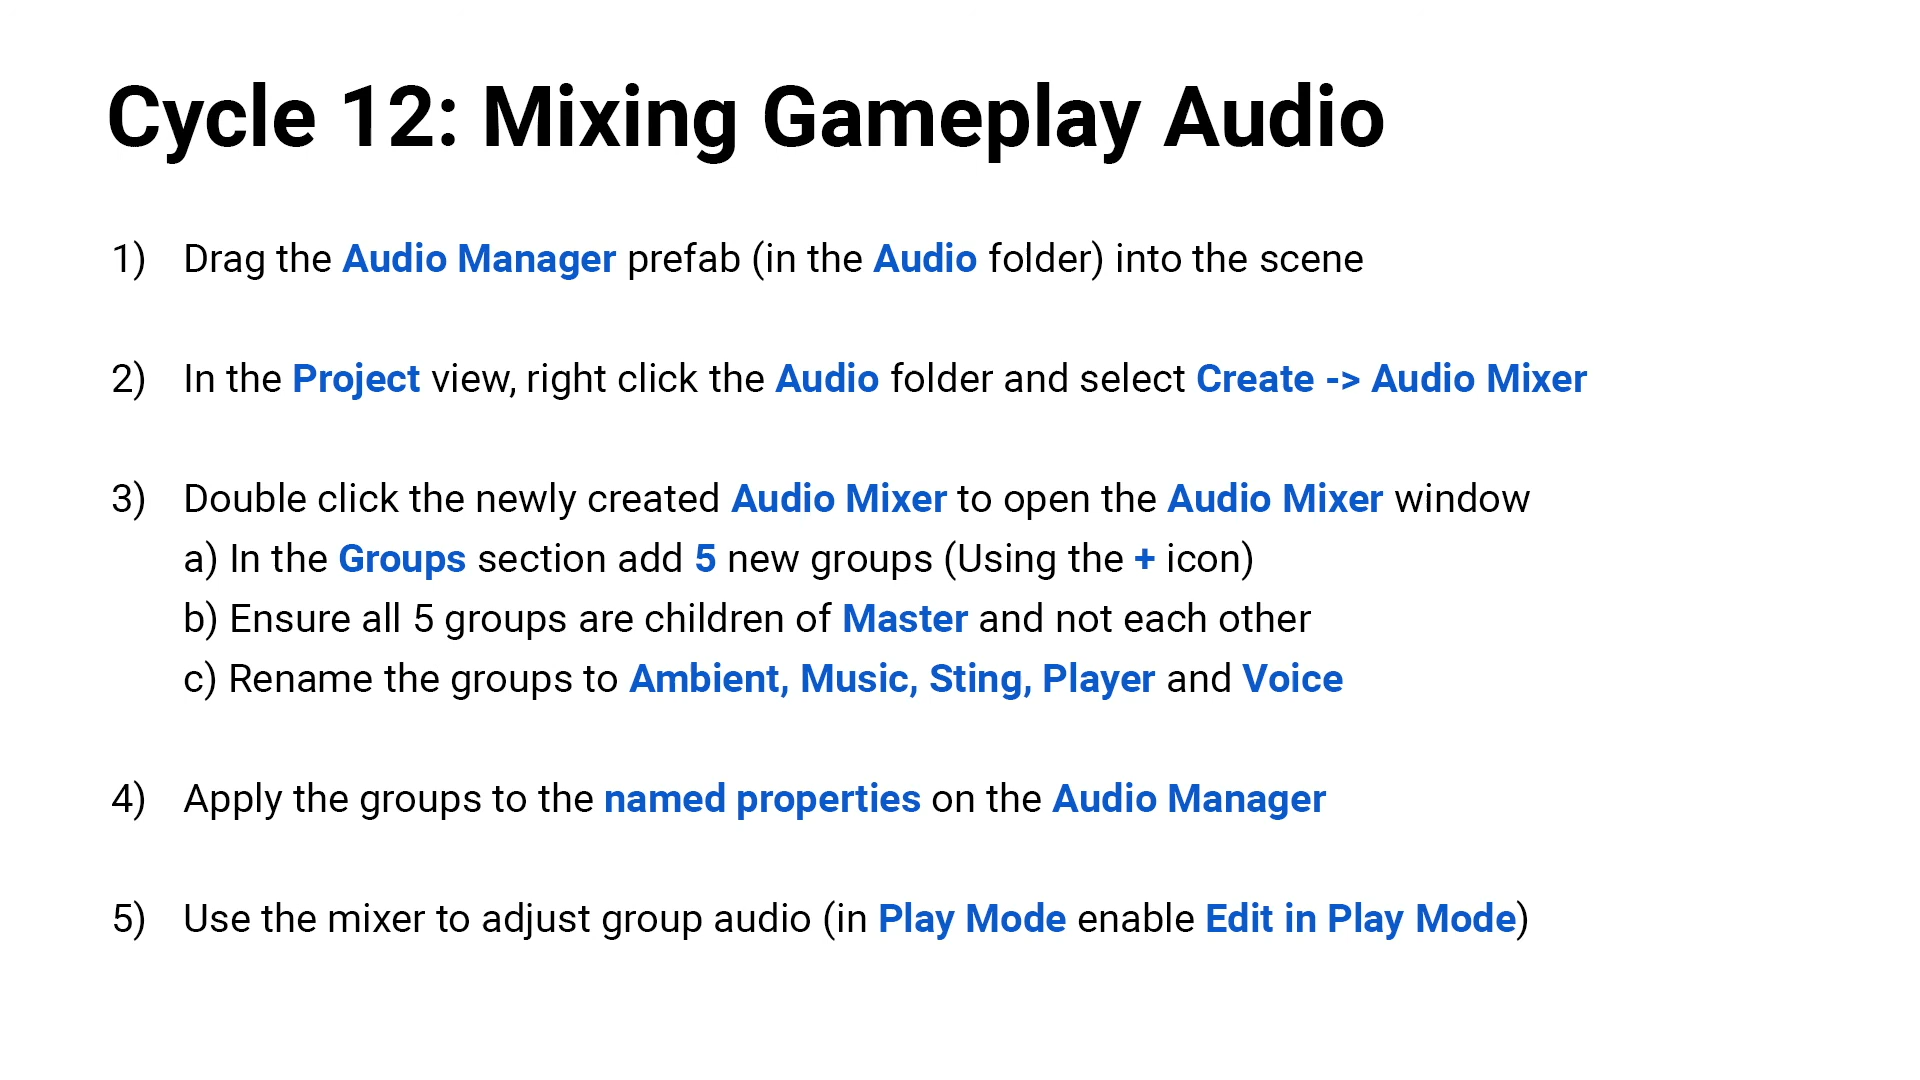 Cycle 12: Mixing Gameplay Audio
1) Drag the Audio Manager prefab (in the Audio folder) into the scene
2) In the Project view, right click the Audio folder and select Create -> Audio Mixer
3) Double click the newly created Audio Mixer to open the Audio Mixer window
a) In the Groups section add 5 new groups (Using the + icon)
b) Ensure all 5 groups are children of Master and not each other
c) Rename the groups to Ambient, Music, Sting, Player and Voice
4) Apply the groups to the named properties on the Audio Manager
5) Use the mixer to adjust group audio (in Play Mode enable Edit in Play Mode)